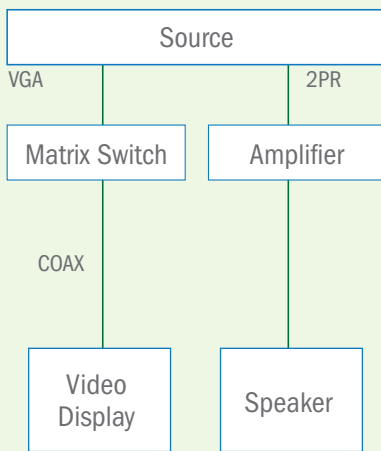 Source
VGA
2PR
Matrix Switch
Amplifier
COAX
Video
Display
Speaker